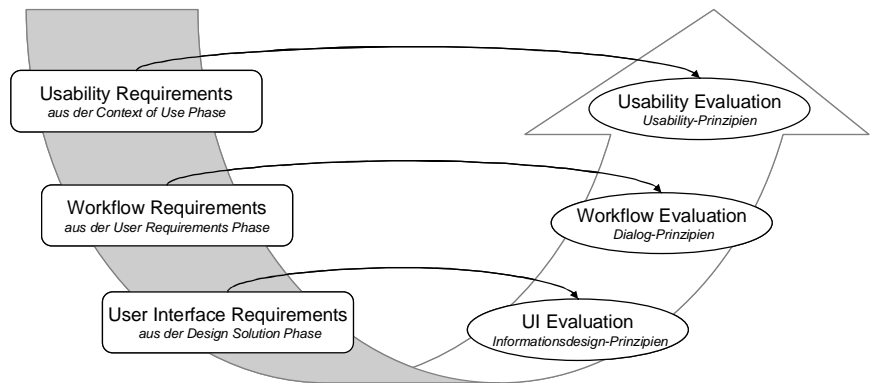 Usability Requirements
aus der Context of Use Phase
Usability Evaluation
Usability-Prinzipien
Workflow Requirements
aus der User Requirements Phase
Workflow Evaluation
Dialog-Prinzipien
User Interface Requirements
aus der Design Solution Phase
UI Evaluation
Informationsdesign-Prinzipien